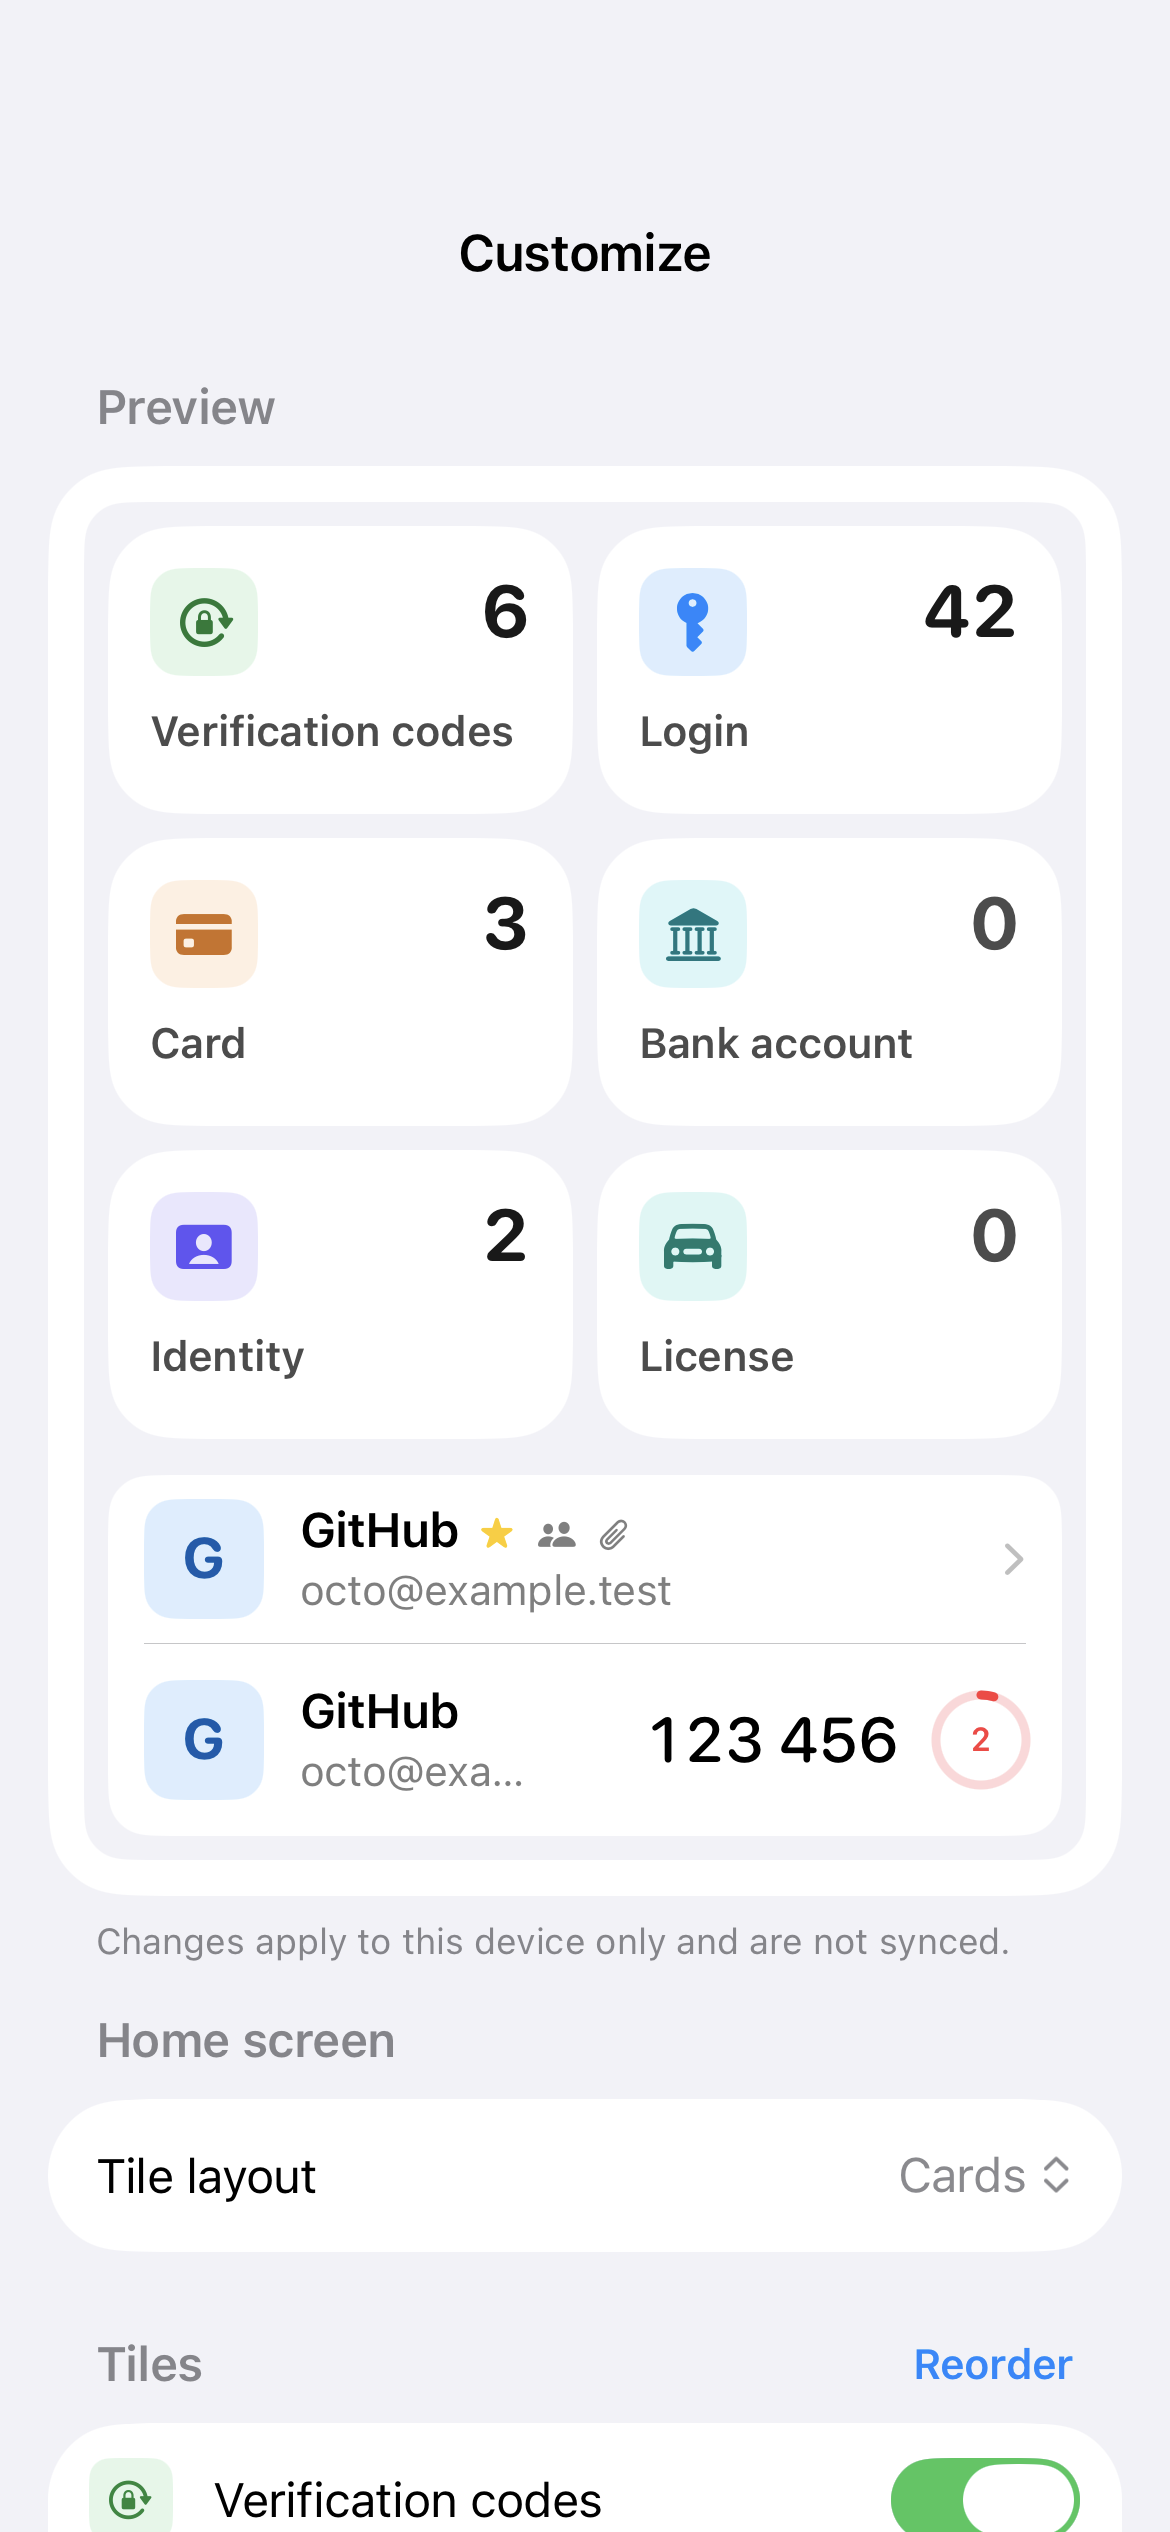 Customize
Preview
6
Verification codes
42
Login
3
Card
0
Bank account
2
Identity
0
License
G
GitHub
octo@example.test
G
GitHub
octo@exa...
123 456
2
Changes apply to this device only and are not synced.
Home screen
Tile layout
Cards
Tiles
Reorder
Verification codes